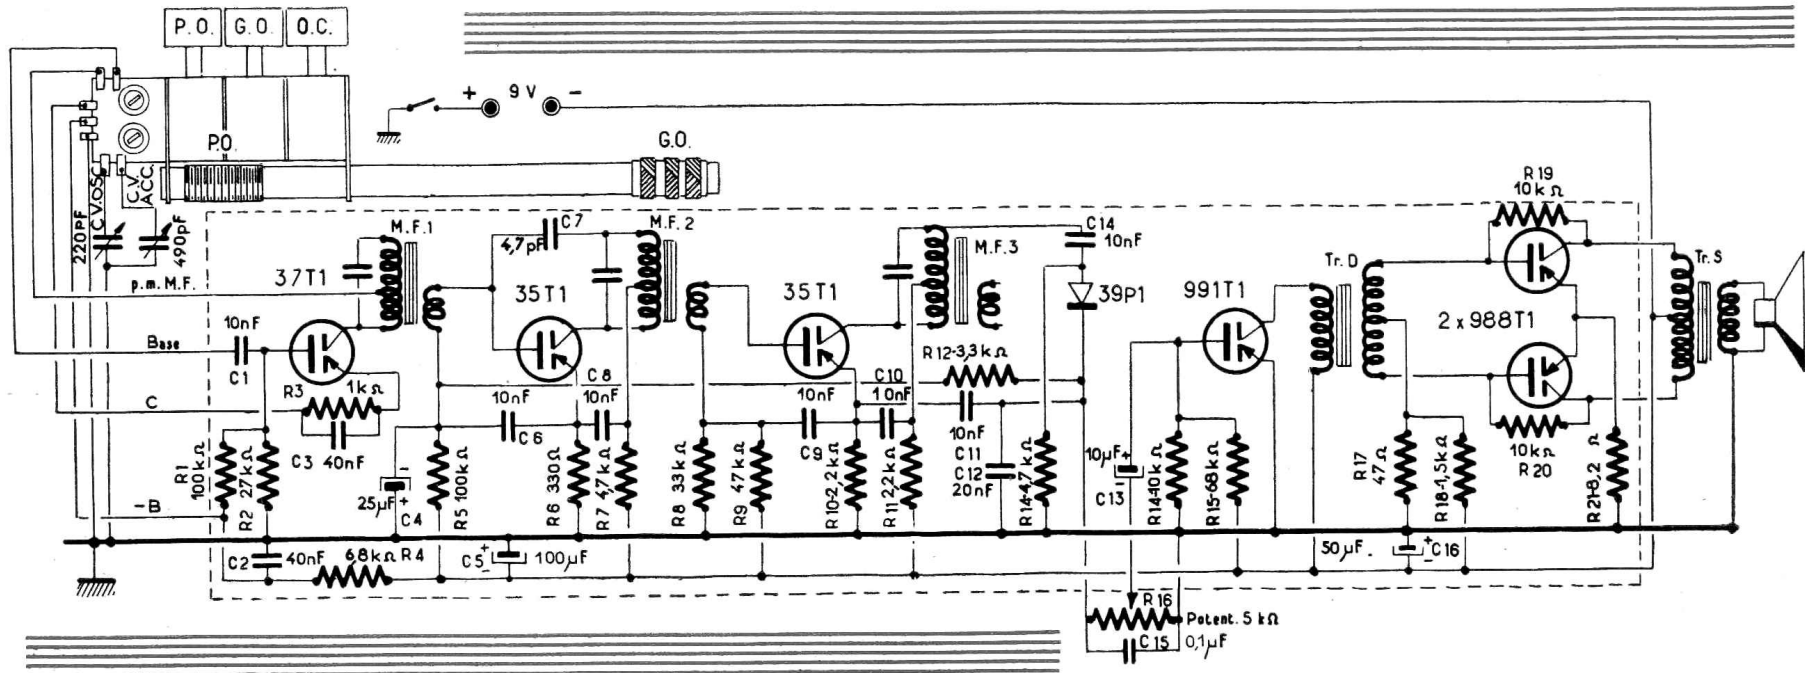 P.O.
G.O.
O.C.
+ 9 V −
P.O.
G.O.
C.V.OSC.
C.V. ACC.
220PF
490pF
p.m. M.F.
Base
C
-B
10nF
C1
37T1
M.F.1
R3
1kΩ
C3 40nF
R1
100kΩ
R2 27kΩ
C2
40nF
6,8kΩ R4
25µF
-
+
C4
R5 100kΩ
C7
4,7pF
35T1
M.F.2
10nF
C6
C8
10nF
R6 330Ω
R7 4,7kΩ
C5
+
-
100µF
R8 33kΩ
R9 47kΩ
35T1
10nF
C9
C10
10nF
R10-2,2kΩ
R11 2,2kΩ
M.F.3
C14
10nF
39P1
R12-3,3kΩ
10nF
C11
C12
20nF
R14-4,7kΩ
10µF
+
-
C13
991T1
R14-10kΩ
R15-68kΩ
R16
Potent. 5 kΩ
C15
0,1µF
Tr. D
R17
47Ω
R18-1,5kΩ
50µF.
+
-
C16
R19
10kΩ
2x988T1
10kΩ
R20
R21-8,2 Ω
Tr. S